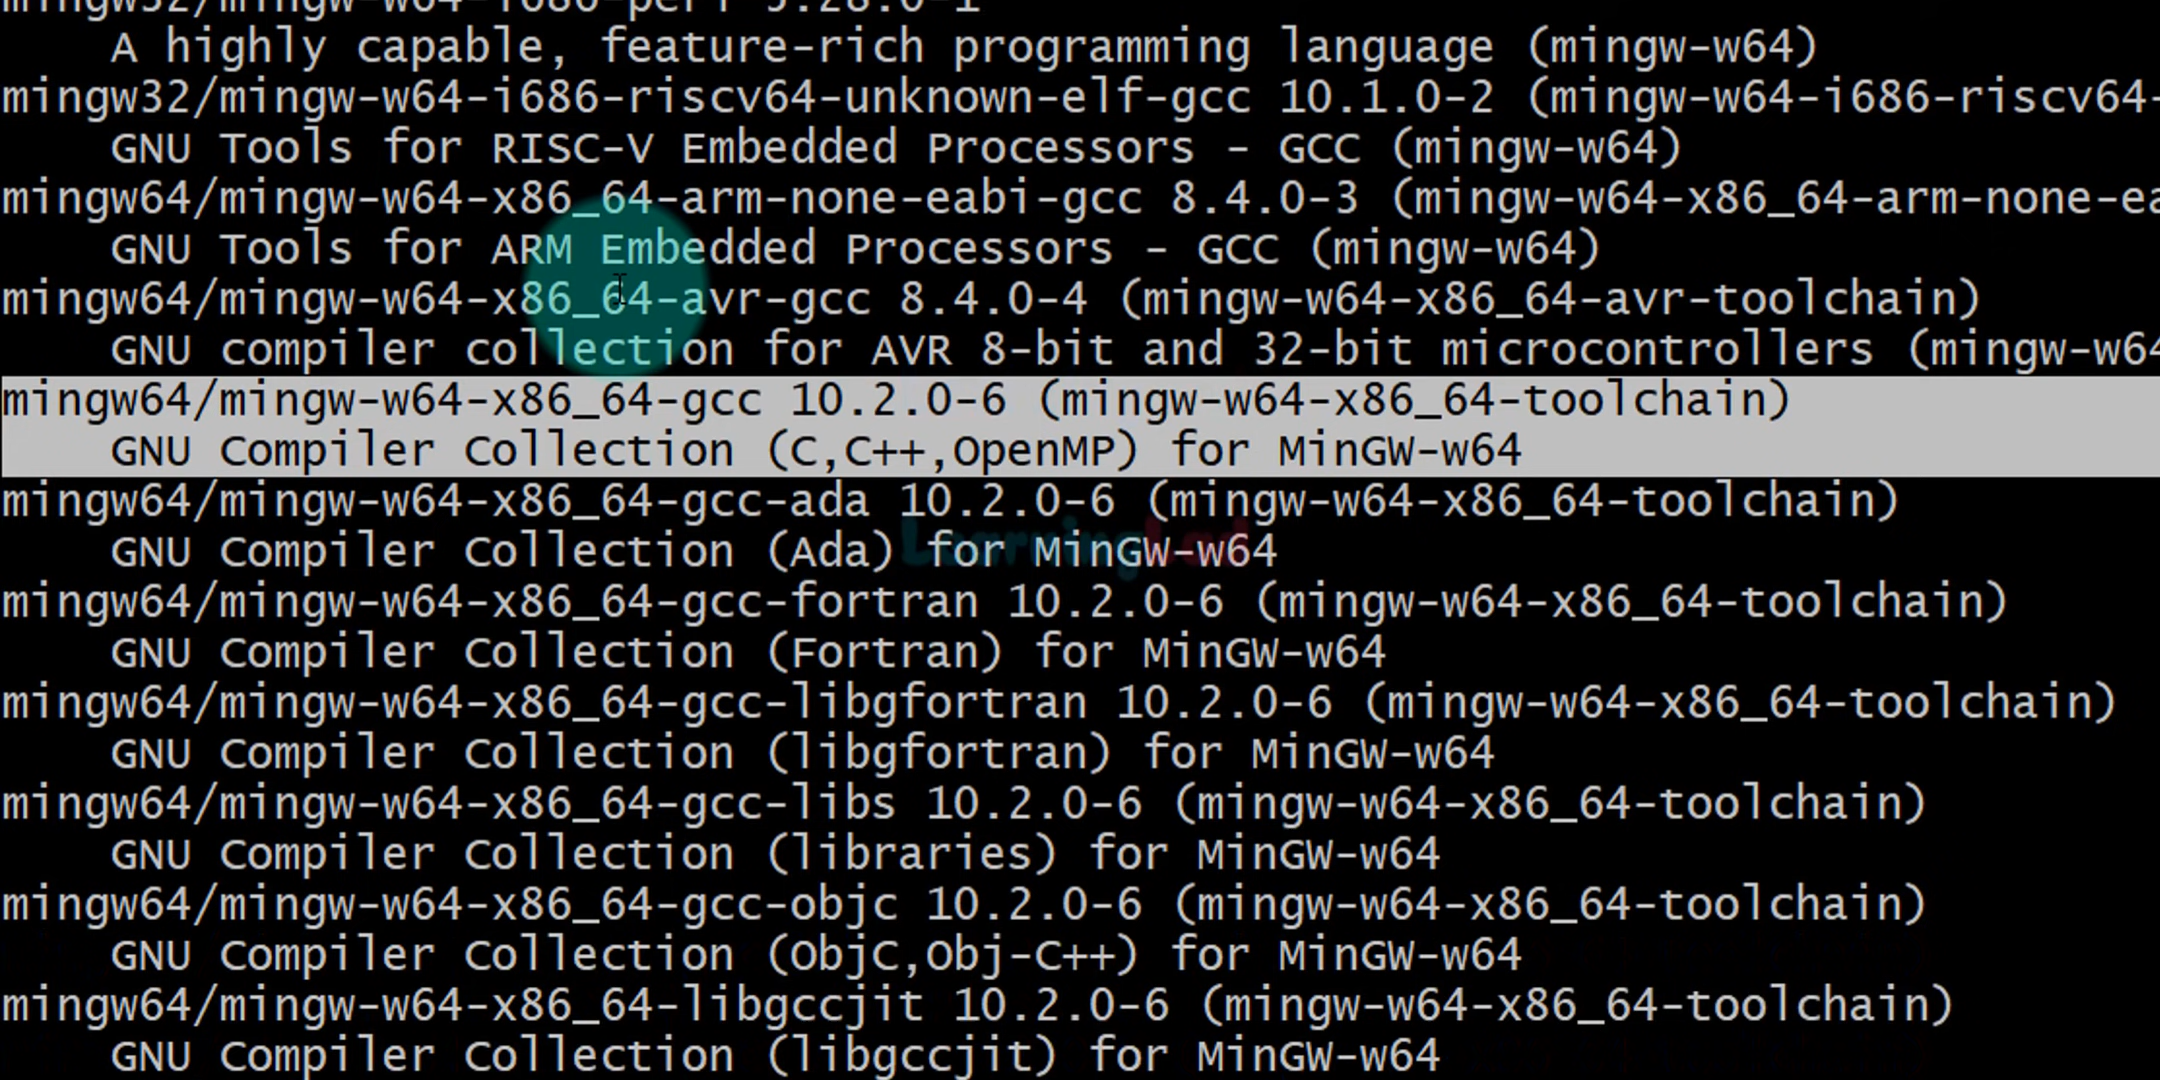 mingw32/mingw-w64-i686-perl 5.28.0-1
A highly capable, feature-rich programming language (mingw-w64)
mingw32/mingw-w64-i686-riscv64-unknown-elf-gcc 10.1.0-2 (mingw-w64-i686-riscv64-
GNU Tools for RISC-V Embedded Processors - GCC (mingw-w64)
mingw64/mingw-w64-x86_64-arm-none-eabi-gcc 8.4.0-3 (mingw-w64-x86_64-arm-none-ea
GNU Tools for ARM Embedded Processors - GCC (mingw-w64)
mingw64/mingw-w64-x86_64-avr-gcc 8.4.0-4 (mingw-w64-x86_64-avr-toolchain)
GNU compiler collection for AVR 8-bit and 32-bit microcontrollers (mingw-w64
mingw64/mingw-w64-x86_64-gcc 10.2.0-6 (mingw-w64-x86_64-toolchain)
GNU Compiler Collection (C,C++,OpenMP) for MinGW-w64
mingw64/mingw-w64-x86_64-gcc-ada 10.2.0-6 (mingw-w64-x86_64-toolchain)
GNU Compiler Collection (Ada) for MinGW-w64
Learning Lad
mingw64/mingw-w64-x86_64-gcc-fortran 10.2.0-6 (mingw-w64-x86_64-toolchain)
GNU Compiler Collection (Fortran) for MinGW-w64
mingw64/mingw-w64-x86_64-gcc-libgfortran 10.2.0-6 (mingw-w64-x86_64-toolchain)
GNU Compiler Collection (libgfortran) for MinGW-w64
mingw64/mingw-w64-x86_64-gcc-libs 10.2.0-6 (mingw-w64-x86_64-toolchain)
GNU Compiler Collection (libraries) for MinGW-w64
mingw64/mingw-w64-x86_64-gcc-objc 10.2.0-6 (mingw-w64-x86_64-toolchain)
GNU Compiler Collection (ObjC,Obj-C++) for MinGW-w64
mingw64/mingw-w64-x86_64-libgccjit 10.2.0-6 (mingw-w64-x86_64-toolchain)
GNU Compiler Collection (libgccjit) for MinGW-w64